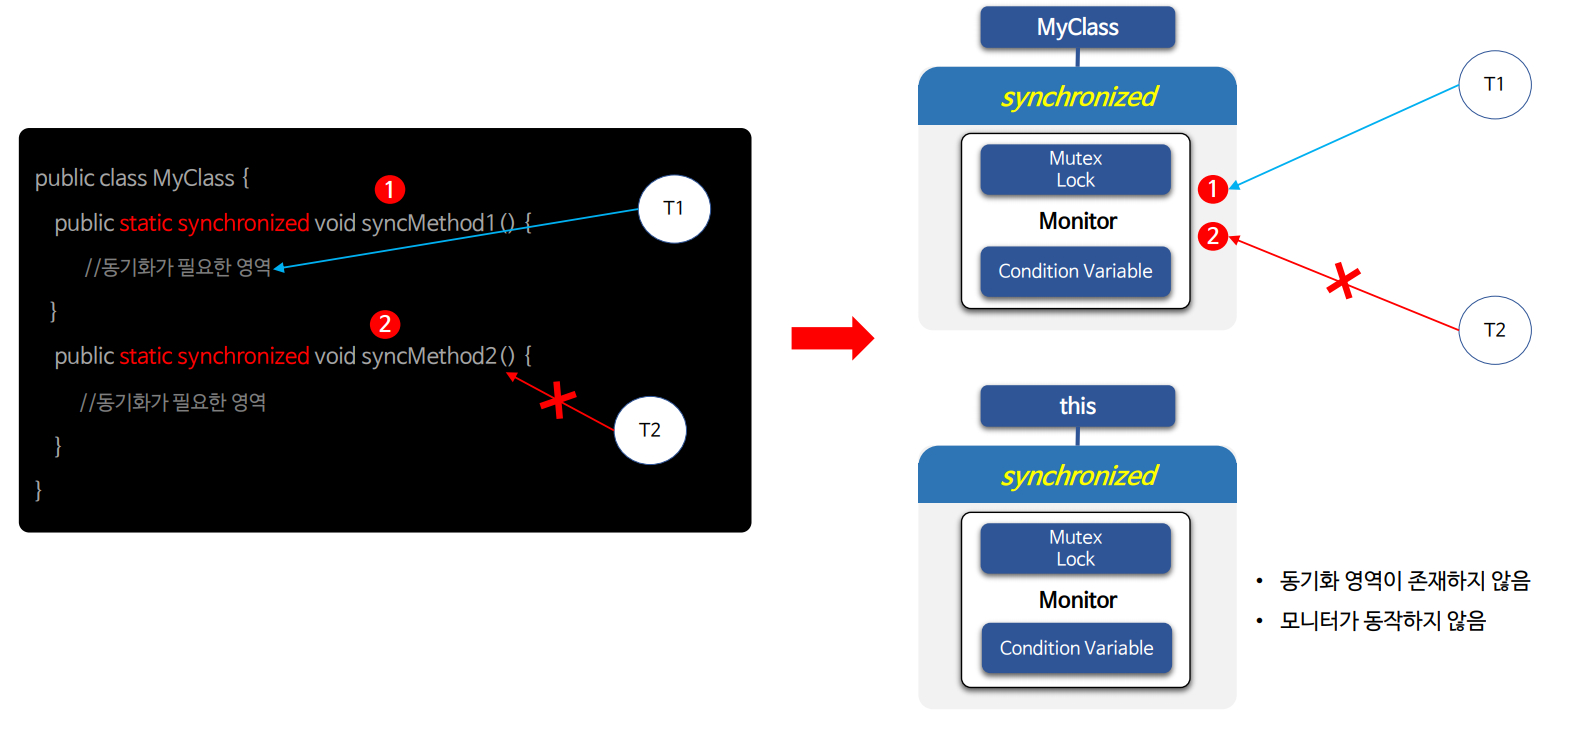 public class MyClass {
1
public static synchronized void syncMethod1() {
//동기화가 필요한 영역
}
2
public static synchronized void syncMethod2() {
//동기화가 필요한 영역
}
}
T1
T2
MyClass
synchronized
Mutex
Lock
Monitor
Condition Variable
1
2
T1
T2
this
synchronized
Mutex
Lock
Monitor
Condition Variable
• 동기화 영역이 존재하지 않음
• 모니터가 동작하지 않음